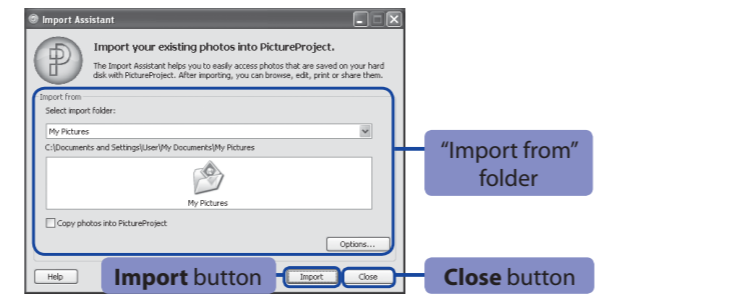 Import Assistant
Import your existing photos into PictureProject.
The Import Assistant helps you to easily access photos that are saved on your hard
disk with PictureProject. After importing, you can browse, edit, print or share them.
Import from
Select import folder:
My Pictures
C:\Documents and Settings\User\My Documents\My Pictures
My Pictures
Copy photos into PictureProject
Options...
Help
Import
Close
“Import from”
folder
Import button
Close button